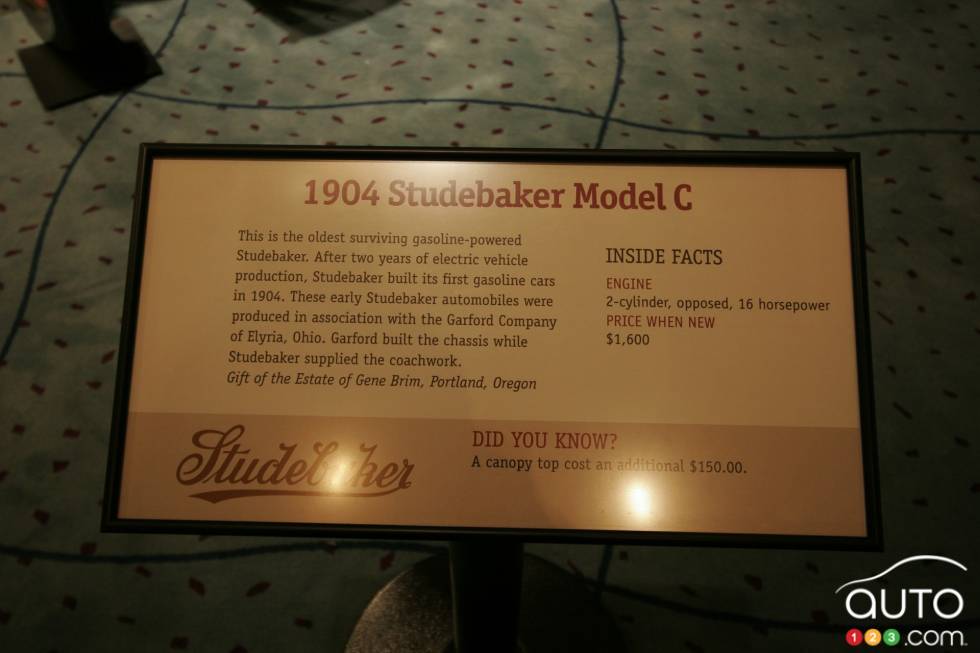 1904 Studebaker Model C
This is the oldest surviving gasoline-powered
Studebaker. After two years of electric vehicle
production, Studebaker built its first gasoline cars
in 1904. These early Studebaker automobiles were
produced in association with the Garford Company
of Elyria, Ohio. Garford built the chassis while
Studebaker supplied the coachwork.
Gift of the Estate of Gene Brim, Portland, Oregon
INSIDE FACTS
ENGINE
2-cylinder, opposed, 16 horsepower
PRICE WHEN NEW
$1,600
Studebaker
DID YOU KNOW?
A canopy top cost an additional $150.00.
AUTO
123.COM